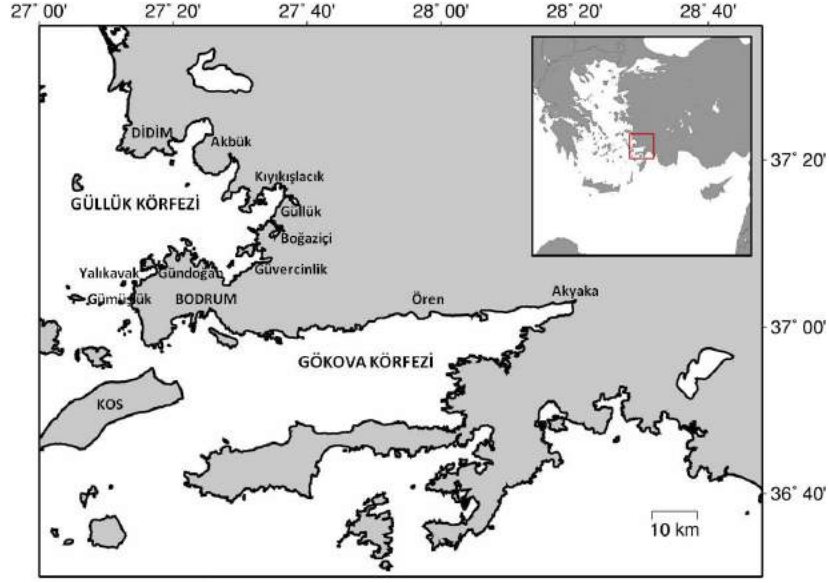 27° 00' 27° 20' 27° 40' 28° 00' 28° 20' 28° 40'
DİDİM
Akbük
37° 20'
Kıyıkışlacık
GÜLLÜK KÖRFEZİ
Güllük
Boğaziçi
Yalıkavak Gündoğan Güvercinlik
Gümüşlük BODRUM Ören Akyaka
37° 00'
GÖKOVA KÖRFEZİ
KOS
36° 40'
10 km